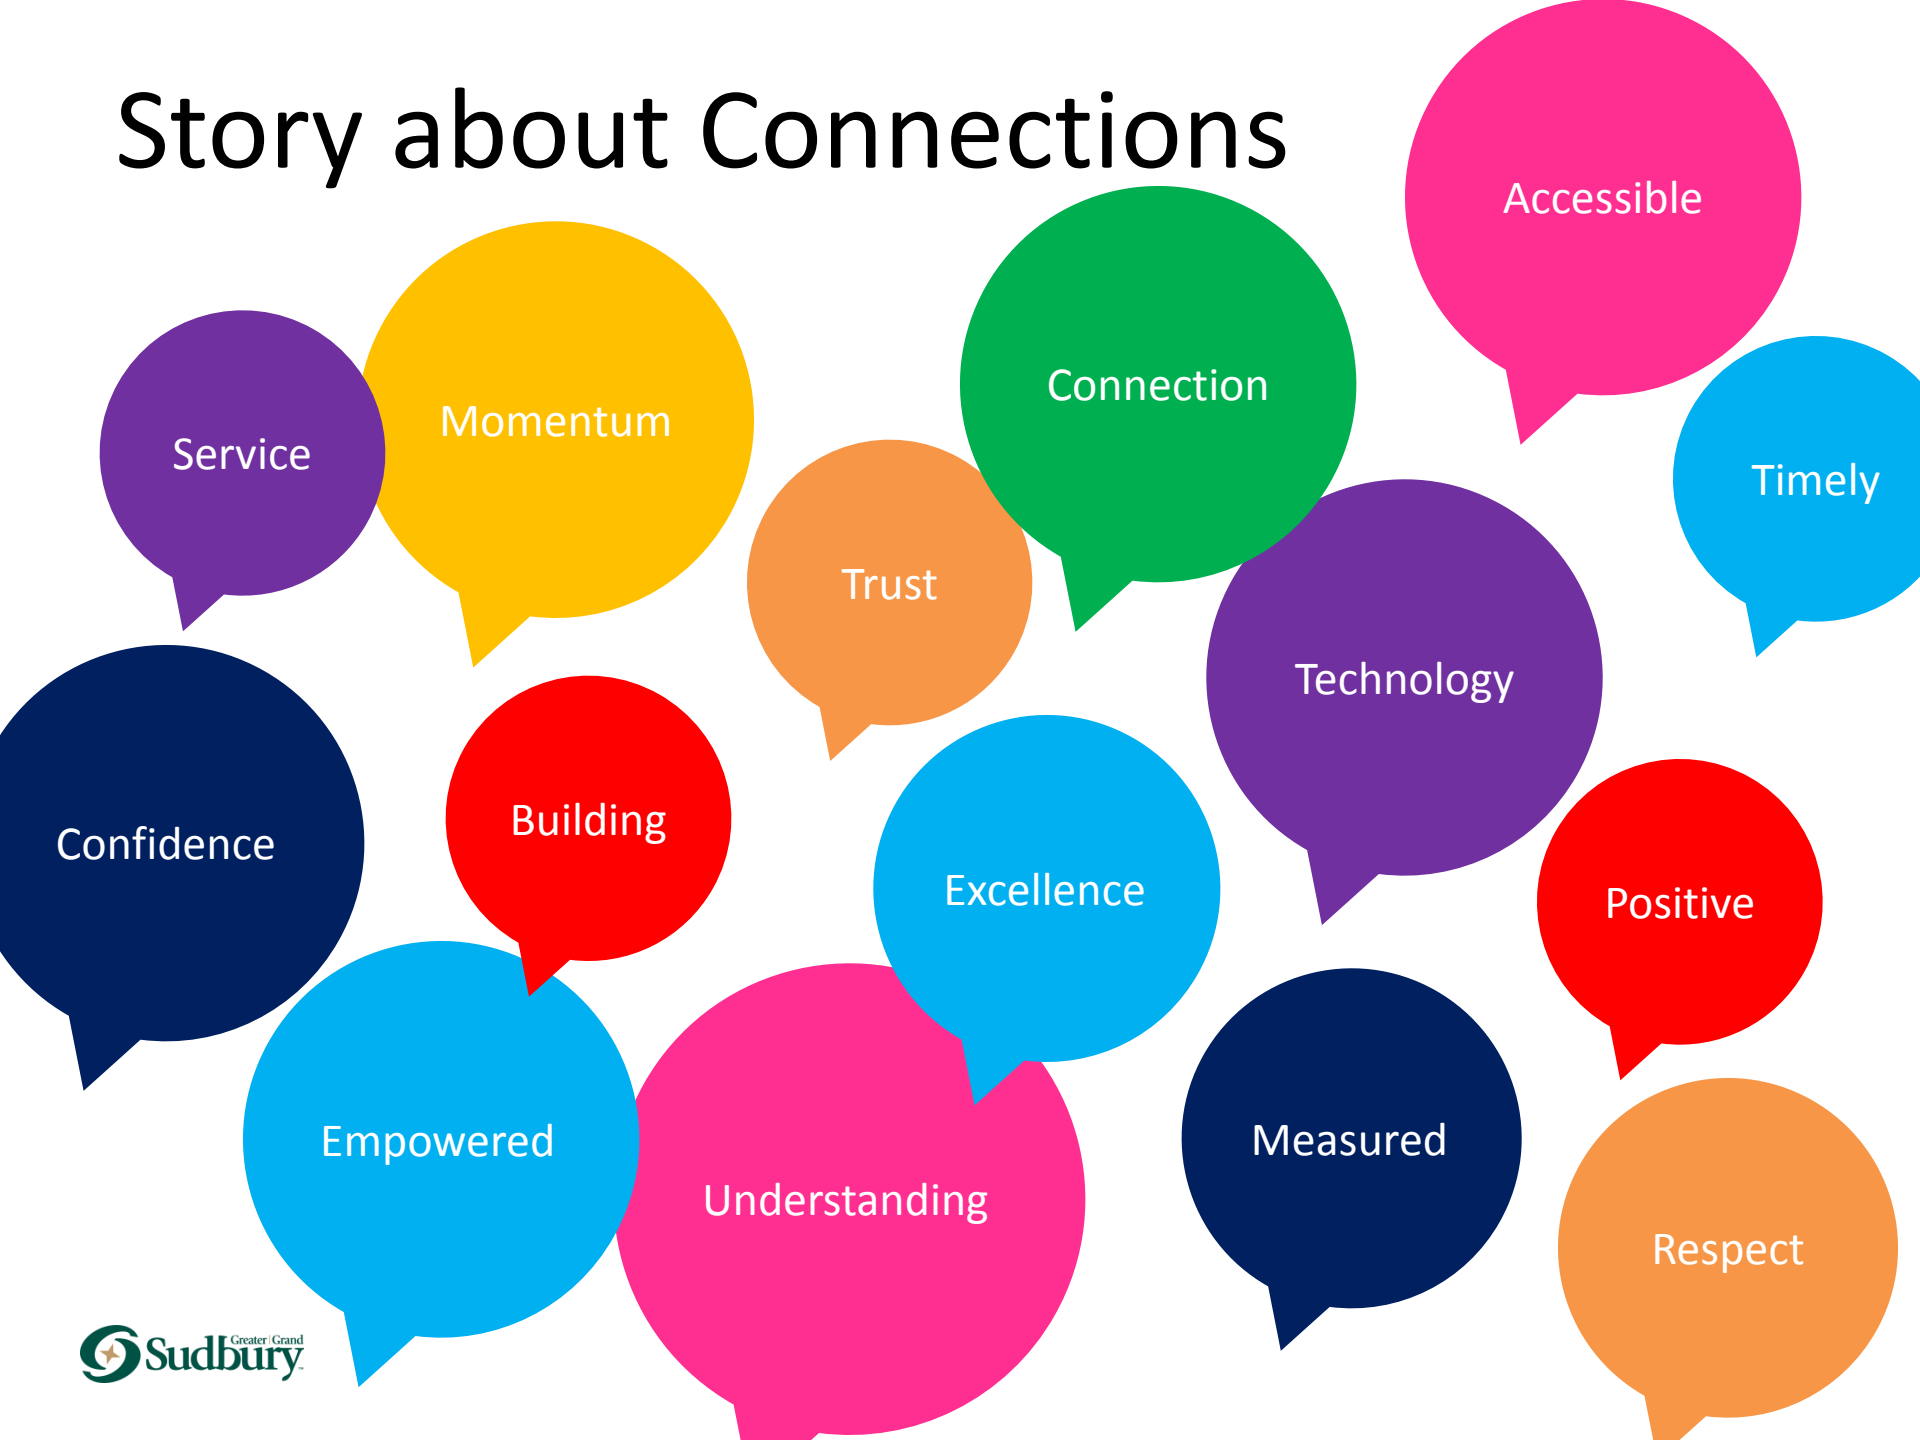 Story about Connections
Accessible
Connection
Momentum
Service
Timely
Trust
Technology
Building
Confidence
Excellence
Positive
Empowered
Measured
Understanding
Respect
Greater | Grand
Sudbury